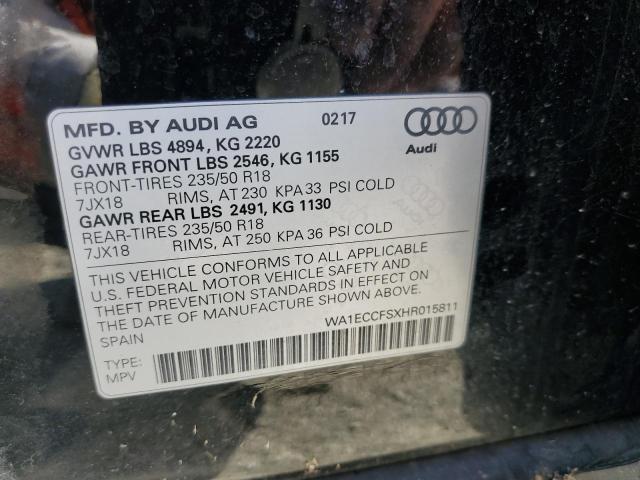 MFD. BY AUDI AG 0217
GVWR LBS 4894, KG 2220
Audi
GAWR FRONT LBS 2546, KG 1155
FRONT-TIRES 235/50 R18
7JX18 RIMS, AT 230 KPA 33 PSI COLD
GAWR REAR LBS 2491, KG 1130
REAR-TIRES 235/50 R18
7JX18 RIMS, AT 250 KPA 36 PSI COLD
THIS VEHICLE CONFORMS TO ALL APPLICABLE
U.S. FEDERAL MOTOR VEHICLE SAFETY AND
THEFT PREVENTION STANDARDS IN EFFECT ON
THE DATE OF MANUFACTURE SHOWN ABOVE.
SPAIN
WA1ECCFSXHR015811
TYPE:
MPV